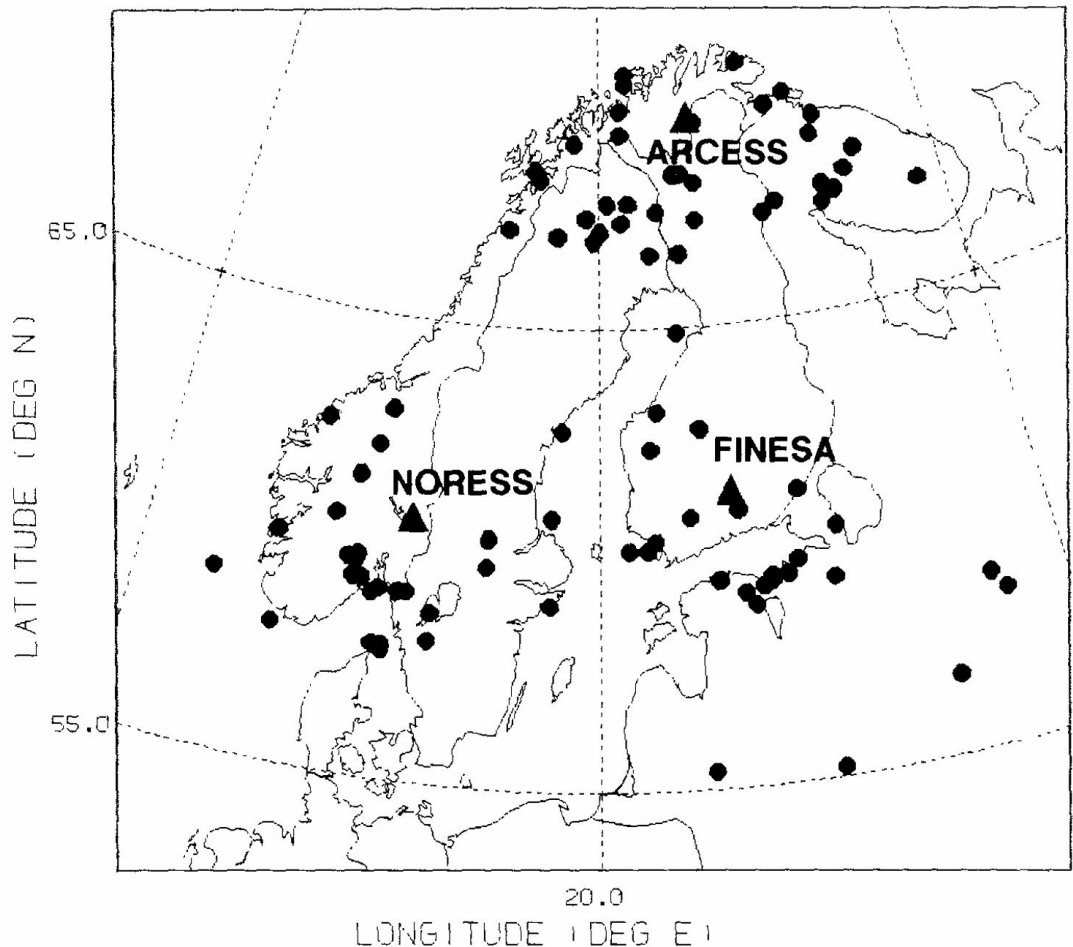 ARCESS
65.0
FINESA
NORESS
LATITUDE (DEG N)
55.0
20.0
LONGITUDE (DEG E)